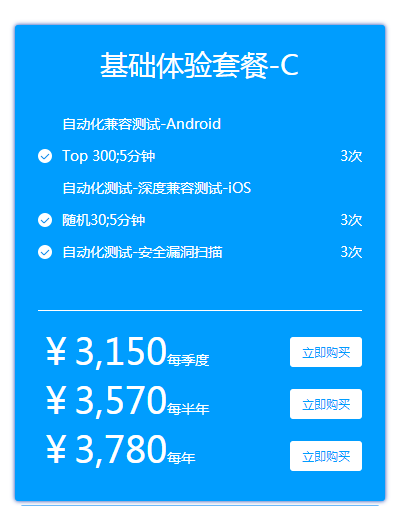 基础体验套餐-C
自动化兼容测试-Android
Top 300;5分钟 3次
自动化测试-深度兼容测试-iOS
随机30;5分钟 3次
自动化测试-安全漏洞扫描 3次
¥ 3,150每季度 立即购买
¥ 3,570每半年 立即购买
¥ 3,780每年 立即购买